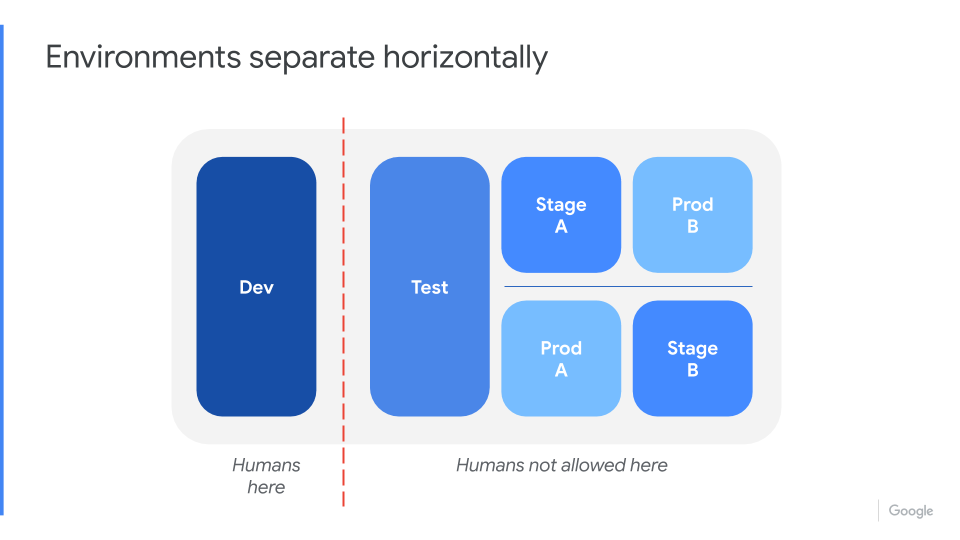 Environments separate horizontally
Dev
Test
Stage
A
Prod
B
Prod
A
Stage
B
Humans
here
Humans not allowed here
Google